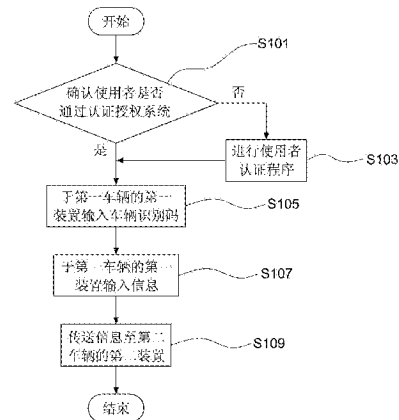 开始
S101
确认使用者是否
通过认证授权系统
否
是
进行使用者
认证程序
S103
于第一车辆的第一
装置输入车辆识别码
S105
于第一车辆的第一
装置输入信息
S107
传送信息至第二
车辆的第二装置
S109
结束